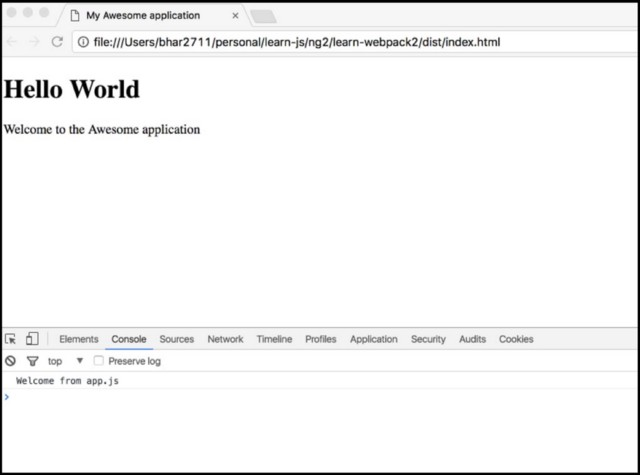 My Awesome application
file:///Users/bhar2711/personal/learn-js/ng2/learn-webpack2/dist/index.html
Hello World
Welcome to the Awesome application
Elements Console Sources Network Timeline Profiles Application Security Audits Cookies
top Preserve log
Welcome from app.js